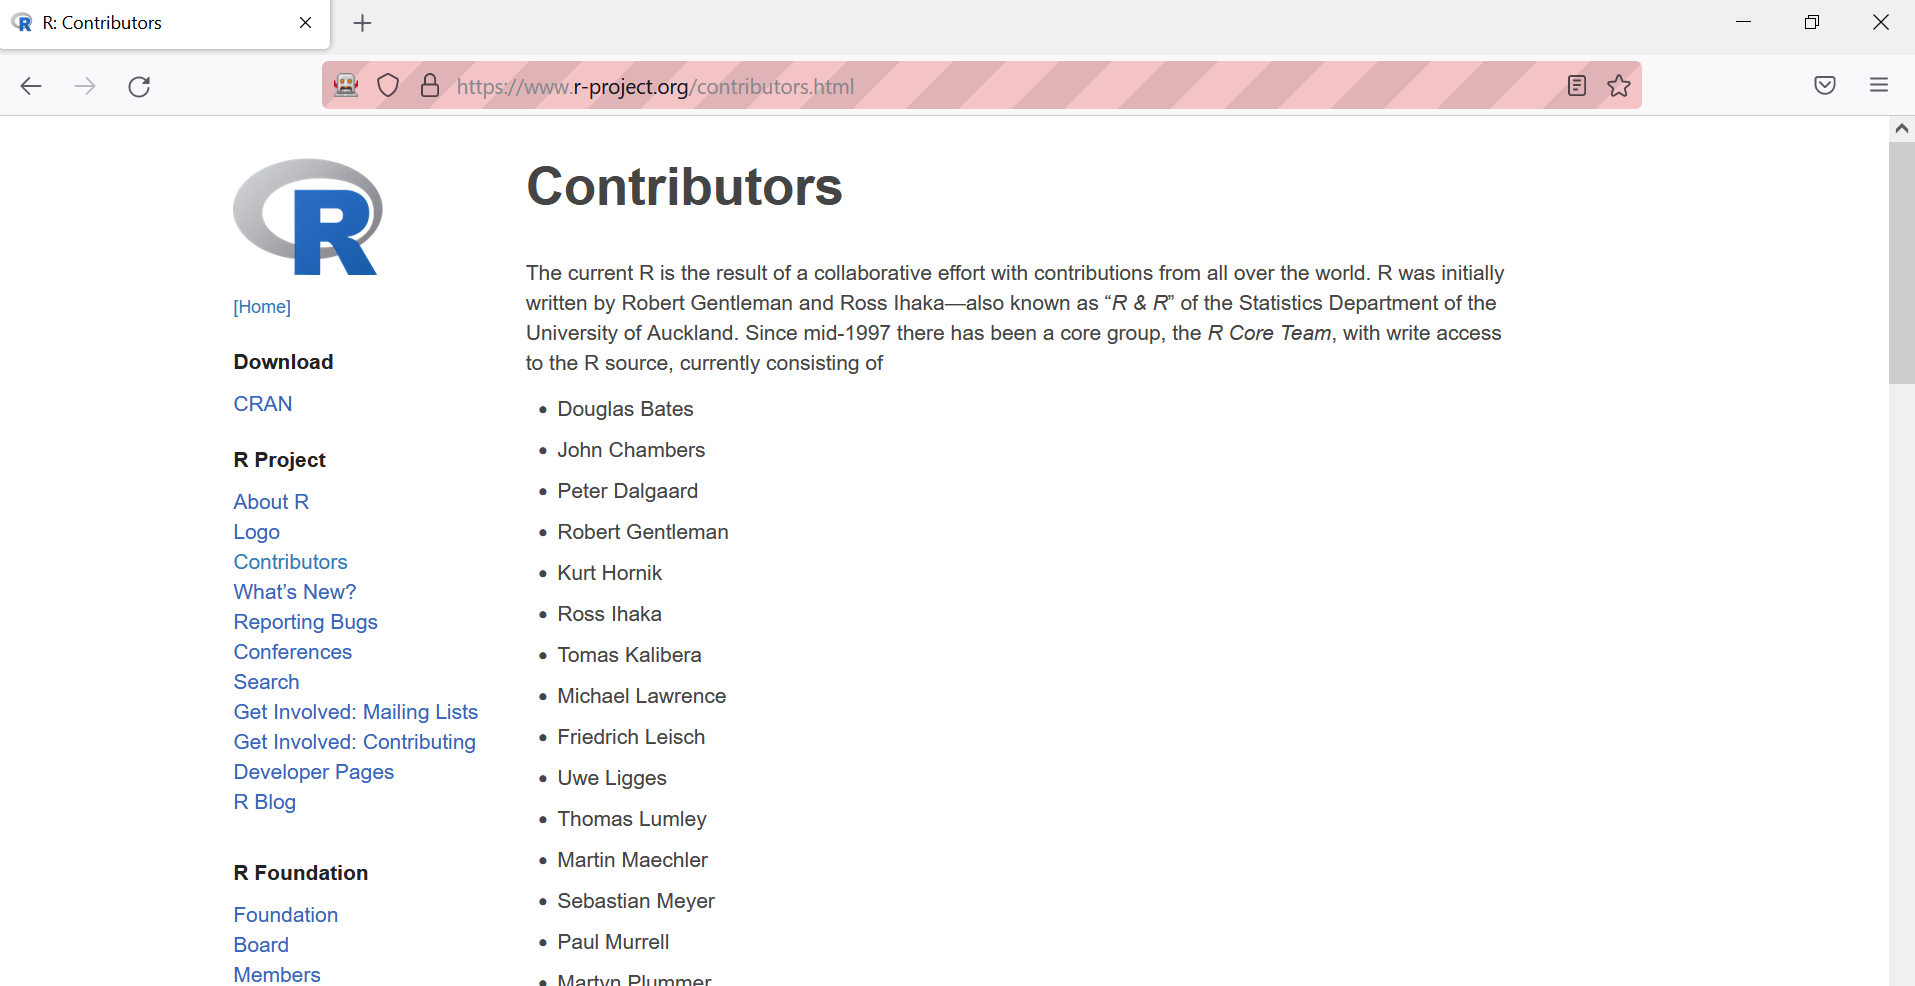 R: Contributors
https://www.r-project.org/contributors.html
R
[Home]
Download
CRAN
R Project
About R
Logo
Contributors
What’s New?
Reporting Bugs
Conferences
Search
Get Involved: Mailing Lists
Get Involved: Contributing
Developer Pages
R Blog
R Foundation
Foundation
Board
Members
Contributors
The current R is the result of a collaborative effort with contributions from all over the world. R was initially
written by Robert Gentleman and Ross Ihaka—also known as “R & R” of the Statistics Department of the
University of Auckland. Since mid-1997 there has been a core group, the R Core Team, with write access
to the R source, currently consisting of
• Douglas Bates
• John Chambers
• Peter Dalgaard
• Robert Gentleman
• Kurt Hornik
• Ross Ihaka
• Tomas Kalibera
• Michael Lawrence
• Friedrich Leisch
• Uwe Ligges
• Thomas Lumley
• Martin Maechler
• Sebastian Meyer
• Paul Murrell
• Martyn Plummer